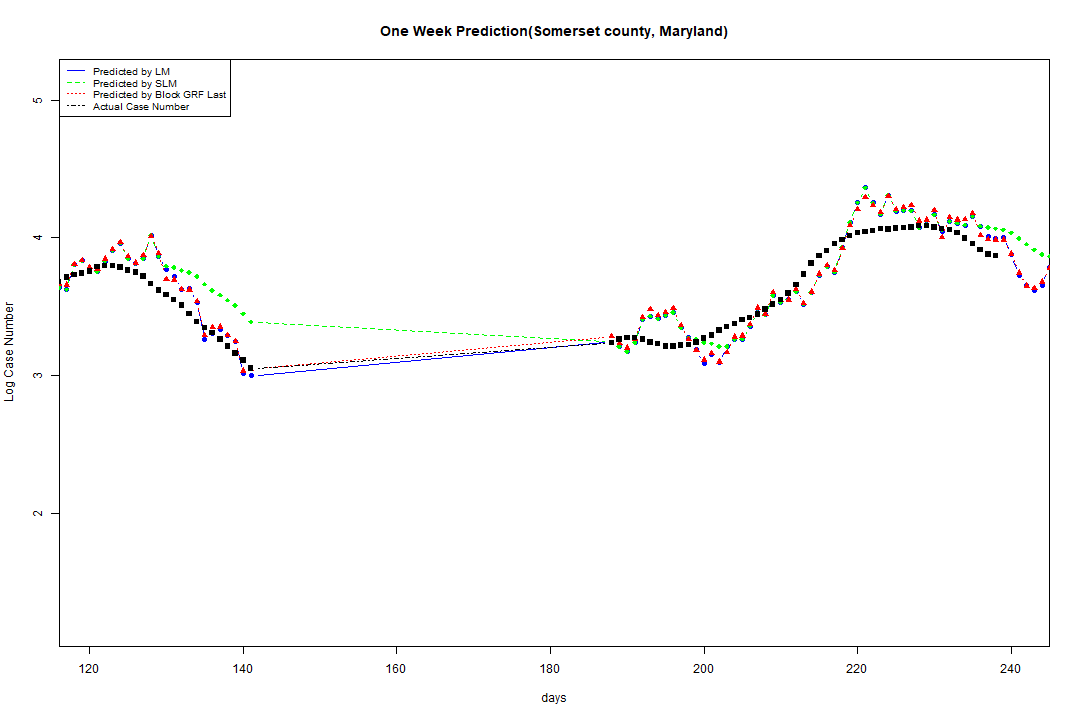 One Week Prediction(Somerset county, Maryland)
Predicted by LM
Predicted by SLM
Predicted by Block GRF Last
Actual Case Number
5
4
3
2
Log Case Number
120 140 160 180 200 220 240
days